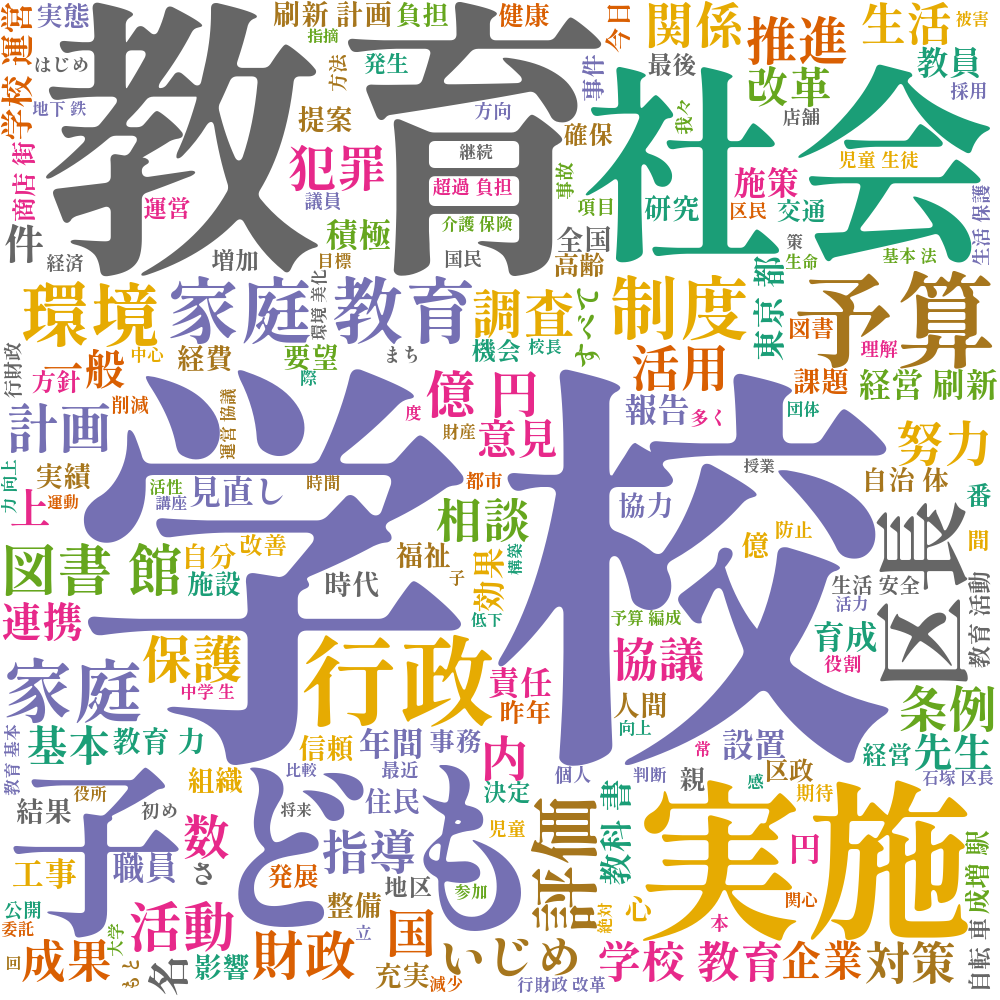 学校 運営
実態
はじめ
地下 鉄
教育
刷新 計画
負担
指摘
健康
今日
関係
推進
生活
被害
教員
採用
発生
方法
事件
最後
改革
店舗
我々
提案
方向
確保
社会
児童 生徒
継続
犯罪
超過 負担
事故
施策
商店 街
運営
議員
介護 保険
項目
研究
区民
交通
生活 保護
件
経済
増加
積極
目標
国民
全国
高齢
策
生命
基本 法
環境
家庭 教育
環境 美化
調査
すべて
制度
東京 都
予算
図書
理解
行財政
中心
経費
要望
まち
機会
校長
方針
一般
際
活用
課題
経営 刷新
削減
億 円
報告
多く
団体
計画
運営 協議
度
財産
意見
努力
学校
授業
実績
力 向上
上
運動
活性
講座
見直し
時間
都市
協力
自治 体
番
相談
億
防止
間
区長
図書 館
自分
改善
施設
時代
福祉
子
効果
構築
低下
生活 安全
活力
教育 活動
連携
予算 編成
育成
役割
家庭
保護
中学 生
行政
責任
昨年
協議
人間
向上
条例
教育 基本
基本
教育 力
信頼
年間
事務
内
常
設置
経営
先生
組織
比較
最近
個人
判断
親
感
区政
期待
石塚 区長
子ども
役所
結果
初め
将来
住民
決定
教科 書
実施
数
児童
評価
円
工事
職員
さ
指導
発展
地区
参加
成増 駅
公開
委託
大学
活動
整備
立
国
絶対
心
本
関心
自転 車
回
成果
もと
名
影響
財政
充実
減少
いじめ
行財政 改革
学校 教育
企業
対策